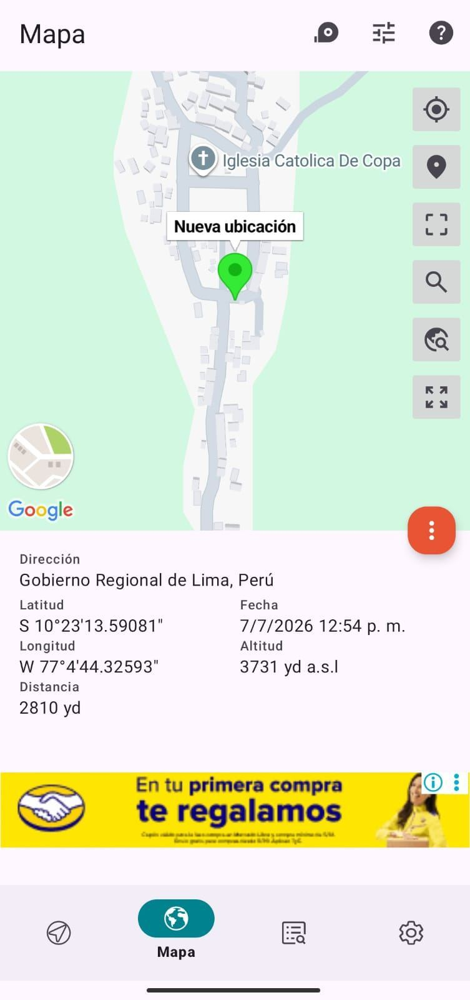 Mapa
Iglesia Catolica De Copa
Nueva ubicación
Google
Dirección
Gobierno Regional de Lima, Perú
Latitud
S 10°23'13.59081"
Fecha
7/7/2026 12:54 p. m.
Longitud
W 77°4'44.32593"
Altitud
3731 yd a.s.l
Distancia
2810 yd
En tu primera compra
te regalamos
Mapa